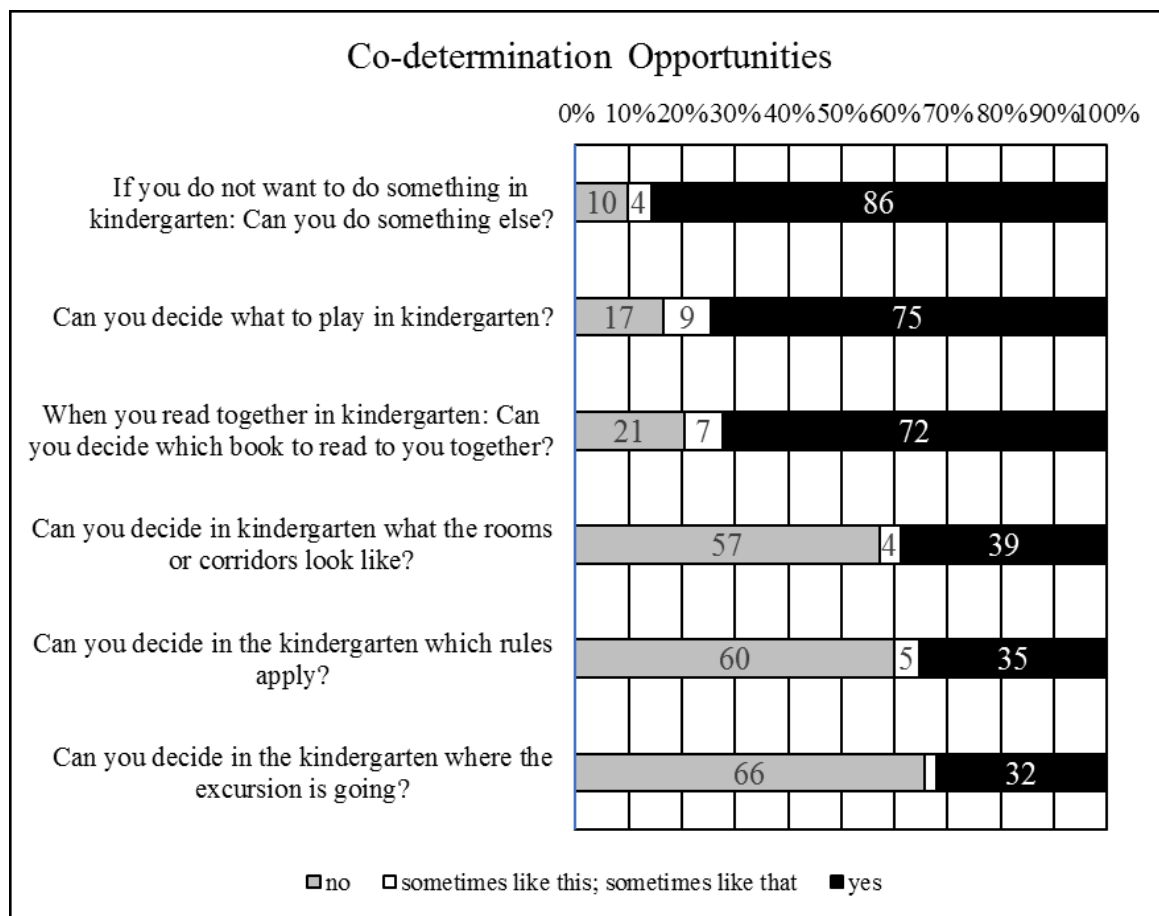 Co-determination Opportunities
0% 10%20%30%40%50%60%70%80%90%100%
If you do not want to do something in
kindergarten: Can you do something else?
10 4 86
Can you decide what to play in kindergarten?
17 9 75
When you read together in kindergarten: Can
you decide which book to read to you together?
21 7 72
Can you decide in kindergarten what the rooms
or corridors look like?
57 4 39
Can you decide in the kindergarten which rules
apply?
60 5 35
Can you decide in the kindergarten where the
excursion is going?
66 32
no sometimes like this; sometimes like that yes